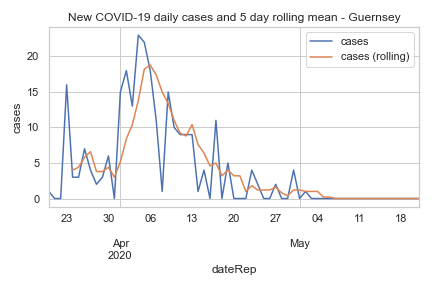 New COVID-19 daily cases and 5 day rolling mean - Guernsey
cases
cases (rolling)
cases
20
15
10
5
0
23 30 06 13 20 27 04 11 18
Apr May
2020
dateRep